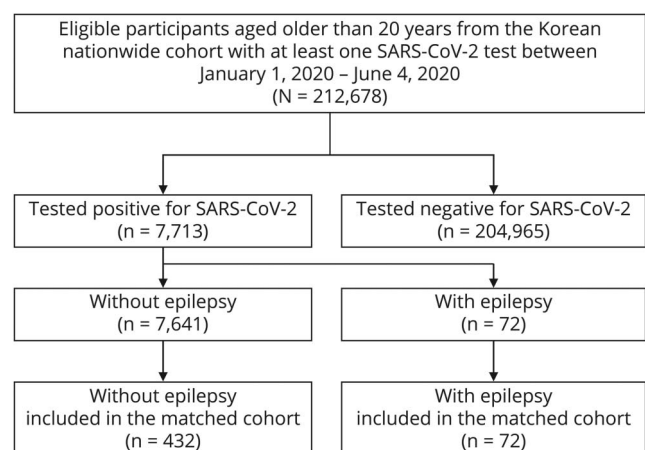 Eligible participants aged older than 20 years from the Korean
nationwide cohort with at least one SARS-CoV-2 test between
January 1, 2020 – June 4, 2020
(N = 212,678)
Tested positive for SARS-CoV-2
(n = 7,713)
Tested negative for SARS-CoV-2
(n = 204,965)
Without epilepsy
(n = 7,641)
With epilepsy
(n = 72)
Without epilepsy
included in the matched cohort
(n = 432)
With epilepsy
included in the matched cohort
(n = 72)